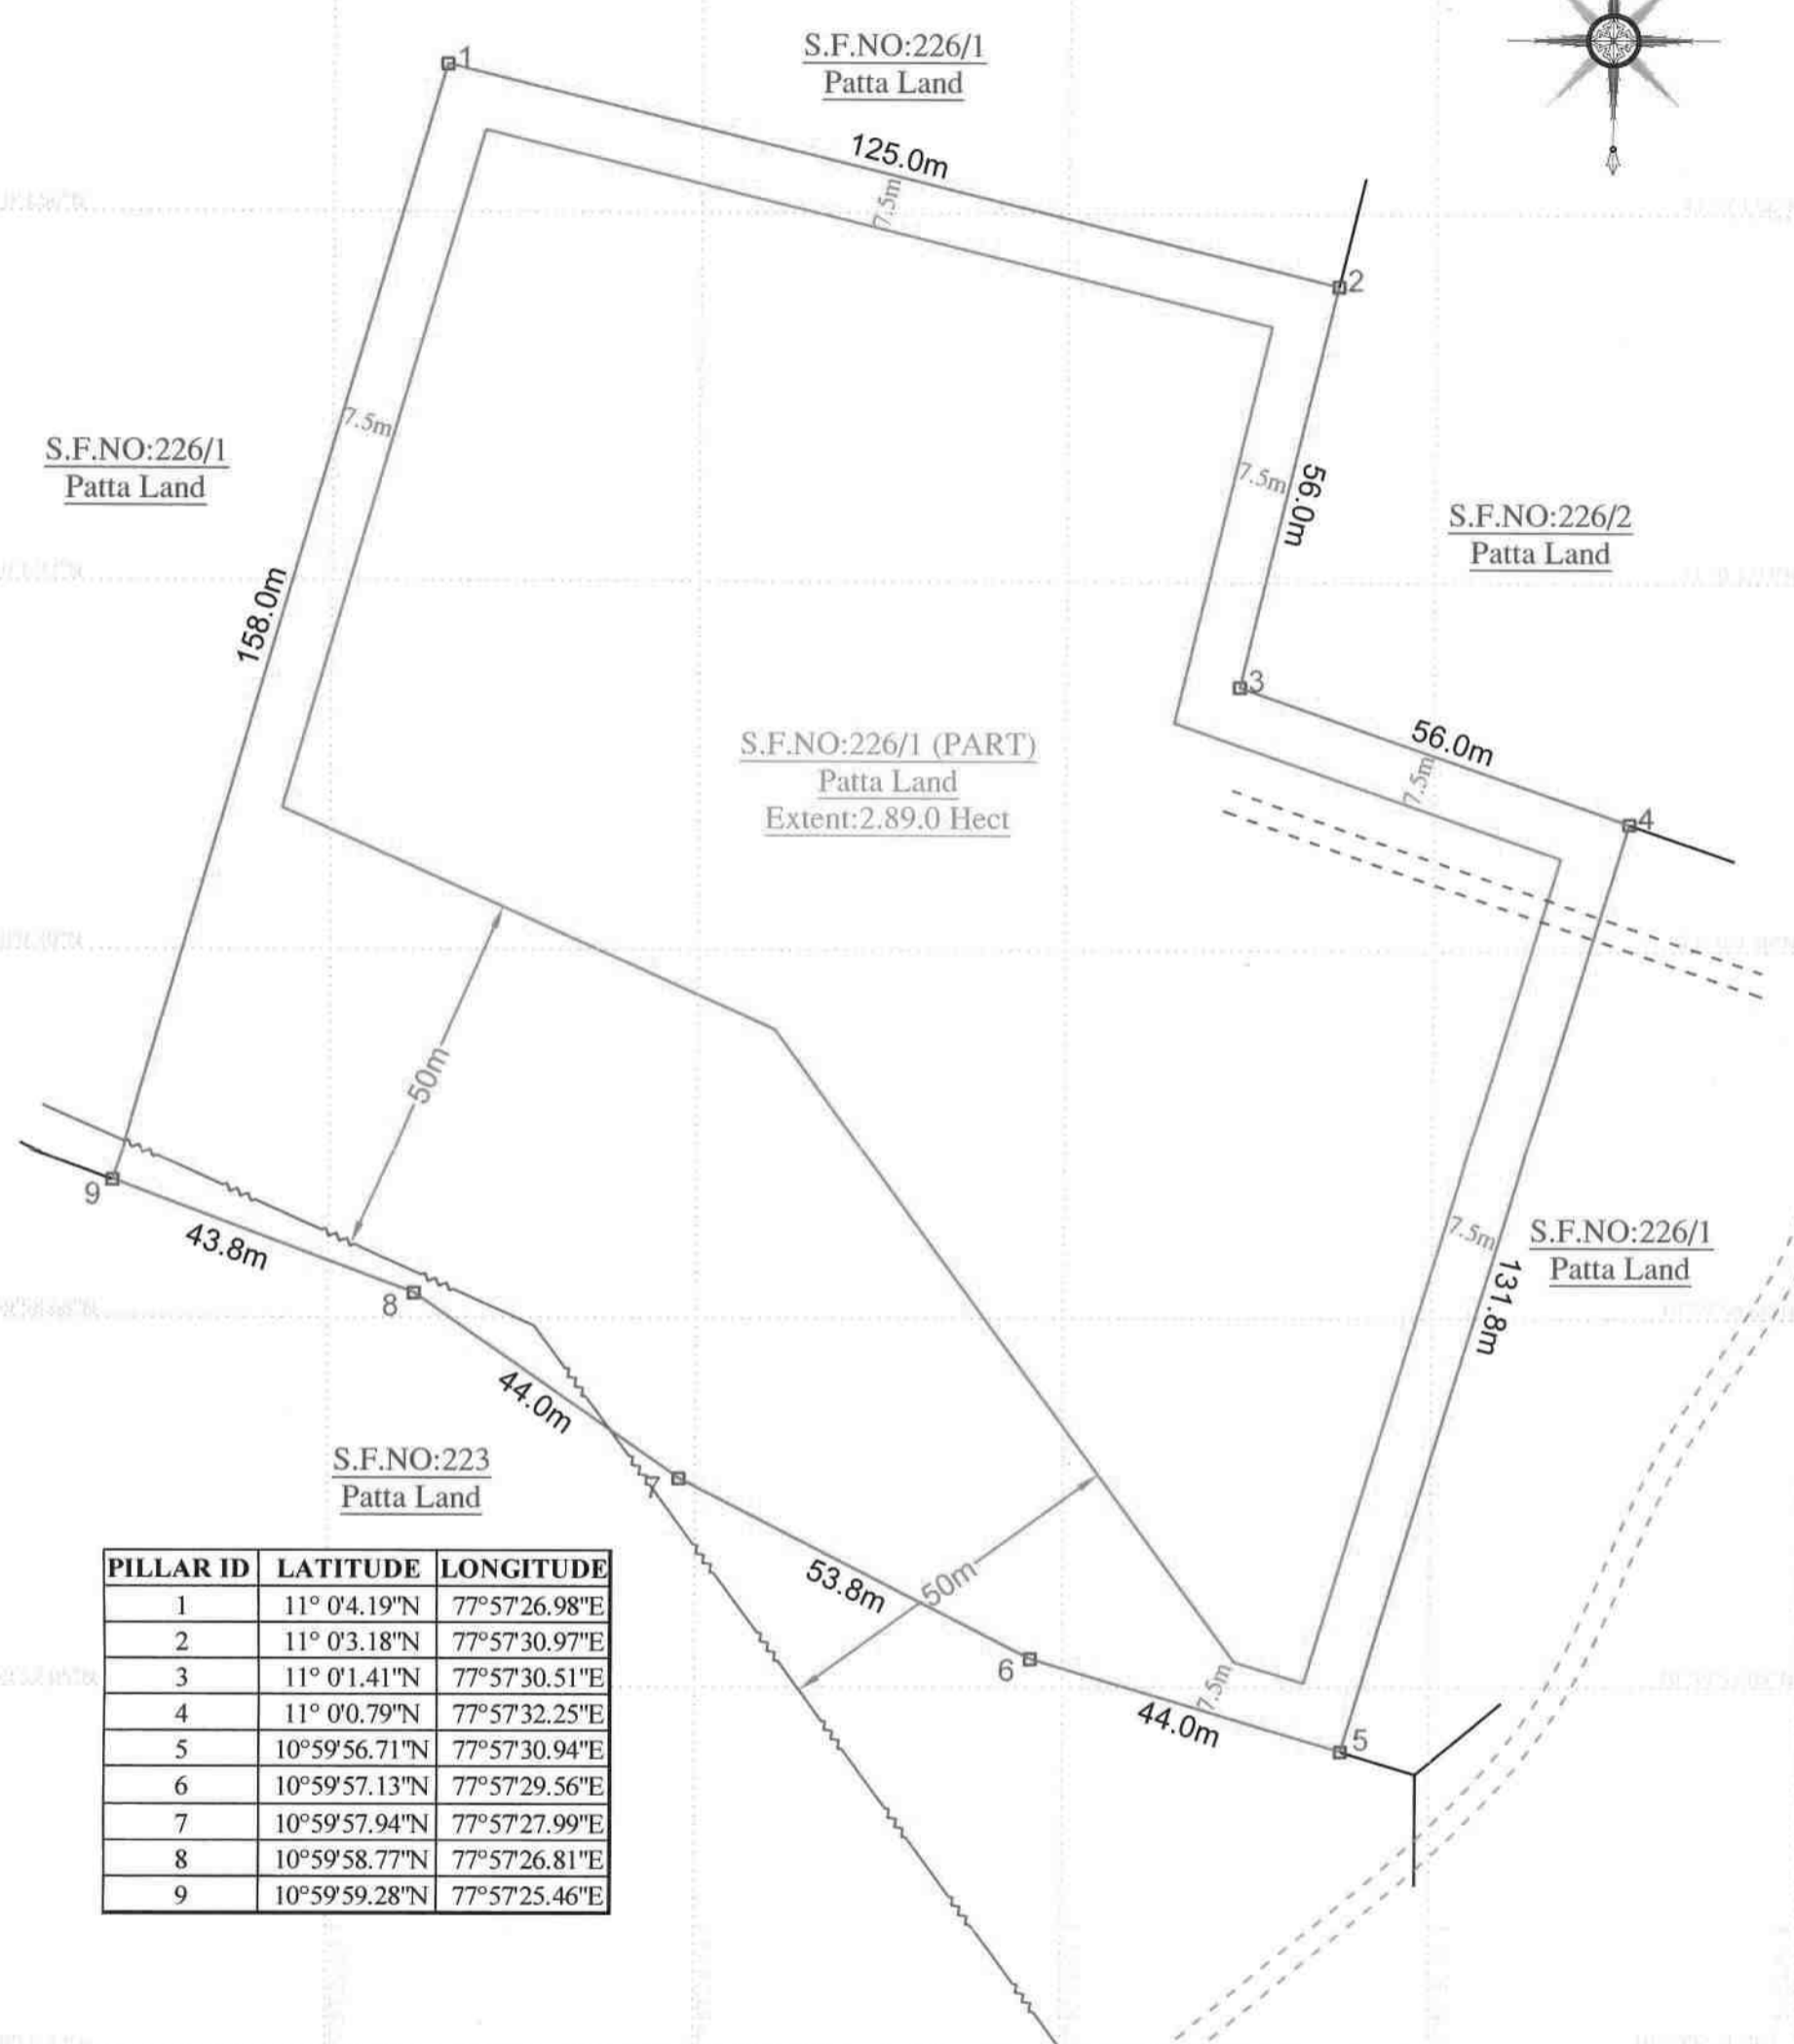 1
S.F.NO:226/1
Patta Land
125.0m
7.5m
2
7.5m
S.F.NO:226/1
Patta Land
7.5m
56.0m
S.F.NO:226/2
Patta Land
158.0m
3
56.0m
7.5m
S.F.NO:226/1 (PART)
Patta Land
Extent:2.89.0 Hect
4
50m
9
43.8m
8
7.5m
S.F.NO:226/1
Patta Land
131.8m
44.0m
S.F.NO:223
Patta Land
7
53.8m
50m
6
7.5m
44.0m
5
PILLAR ID LATITUDE LONGITUDE
1 11° 0'4.19"N 77°57'26.98"E
2 11° 0'3.18"N 77°57'30.97"E
3 11° 0'1.41"N 77°57'30.51"E
4 11° 0'0.79"N 77°57'32.25"E
5 10°59'56.71"N 77°57'30.94"E
6 10°59'57.13"N 77°57'29.56"E
7 10°59'57.94"N 77°57'27.99"E
8 10°59'58.77"N 77°57'26.81"E
9 10°59'59.28"N 77°57'25.46"E